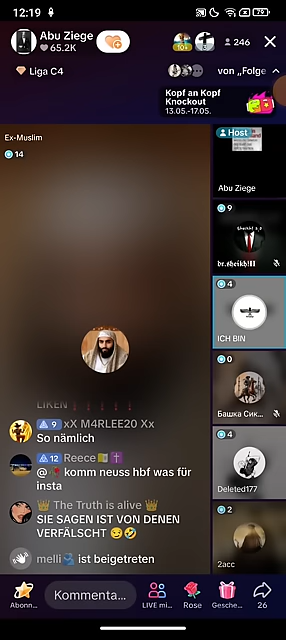 12:19
79
Abu Ziege
65.2K
10+
246
Liga C4
von „Folge
Kopf an Kopf
Knockout
13.05.-17.05.
Ex-Muslim
14
Host
Abu Ziege
9
dr.sheikh!!!
4
ICH BIN
0
Башка Сик...
4
Deleted177
2
2acc
LIKEN
9 xX M4RLEE20 Xx
So nämlich
12 Reece
@ komm neuss hbf was für
insta
The Truth is alive
SIE SAGEN IST VON DENEN
VERFÄLSCHT
melli ist beigetreten
Abonn...
Kommenta...
LIVE mi...
Rose
Gesche...
26